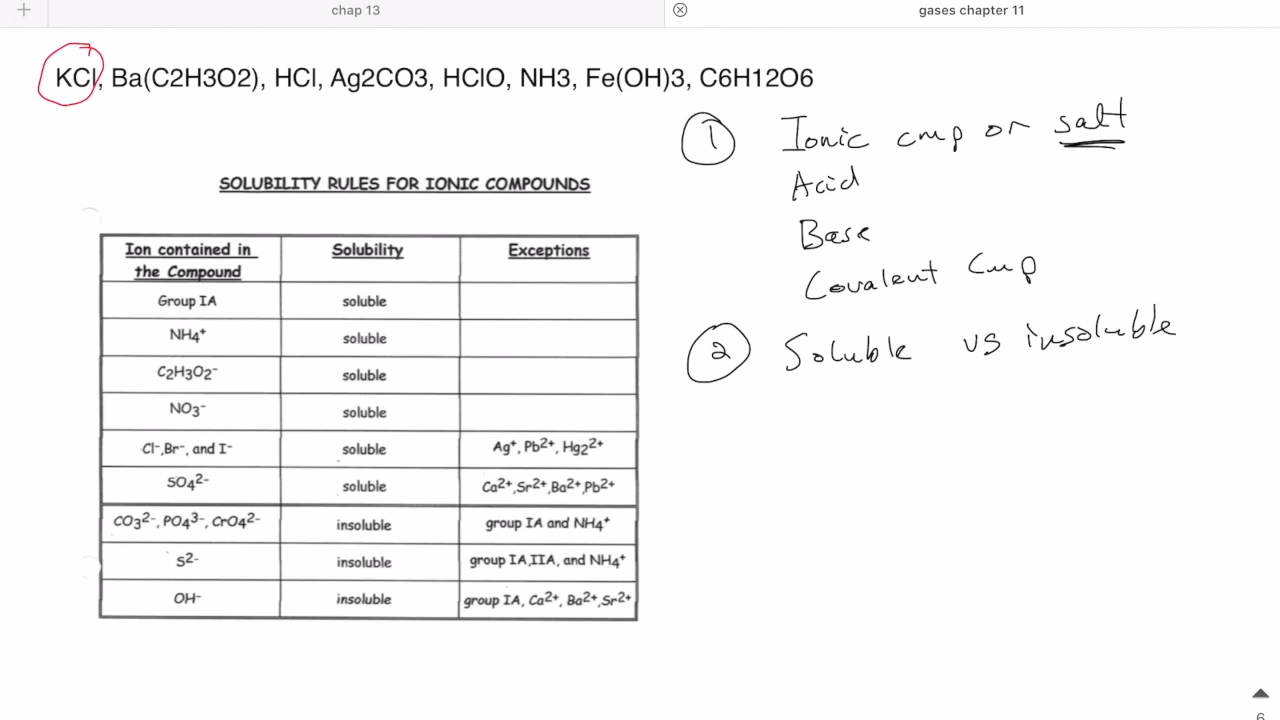 chap 13
gases chapter 11
KCl, Ba(C2H3O2), HCl, Ag2CO3, HClO, NH3, Fe(OH)3, C6H12O6
① Ionic cmp or salt
Acid
Base
Covalent Cmp
② Soluble vs insoluble
SOLUBILITY RULES FOR IONIC COMPOUNDS
Ion contained in the Compound Solubility Exceptions
Group IA soluble
NH4+ soluble
C2H3O2- soluble
NO3- soluble
Cl-,Br-, and I- soluble Ag+, Pb2+, Hg22+
SO42- soluble Ca2+,Sr2+,Ba2+,Pb2+
CO32-, PO43-, CrO42- insoluble group IA and NH4+
S2- insoluble group IA,IIA, and NH4+
OH- insoluble group IA, Ca2+, Ba2+,Sr2+